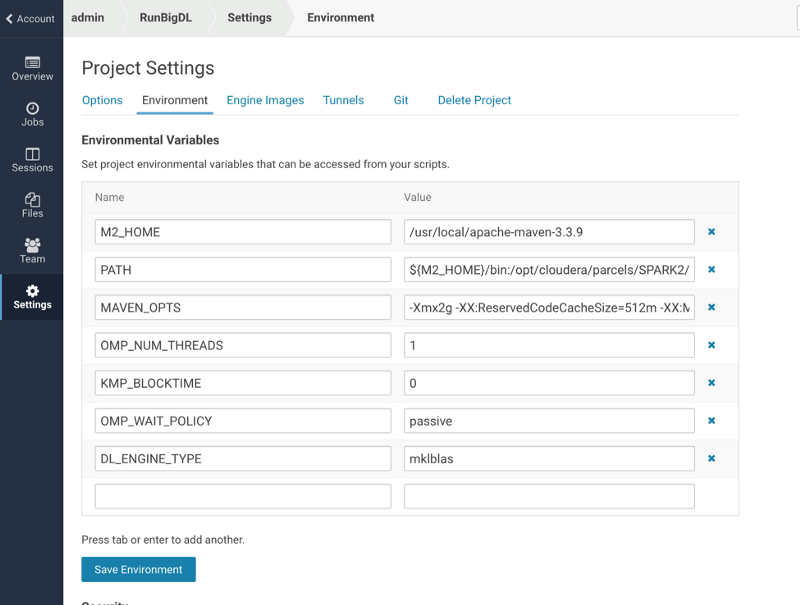 Account admin RunBigDL Settings Environment
Overview
Jobs
Sessions
Files
Team
Settings
Project Settings
Options Environment Engine Images Tunnels Git Delete Project
Environmental Variables
Set project environmental variables that can be accessed from your scripts.
Name Value
M2_HOME /usr/local/apache-maven-3.3.9
PATH ${M2_HOME}/bin:/opt/cloudera/parcels/SPARK2/
MAVEN_OPTS -Xmx2g -XX:ReservedCodeCacheSize=512m -XX:M
OMP_NUM_THREADS 1
KMP_BLOCKTIME 0
OMP_WAIT_POLICY passive
DL_ENGINE_TYPE mklblas
Press tab or enter to add another.
Save Environment
Security